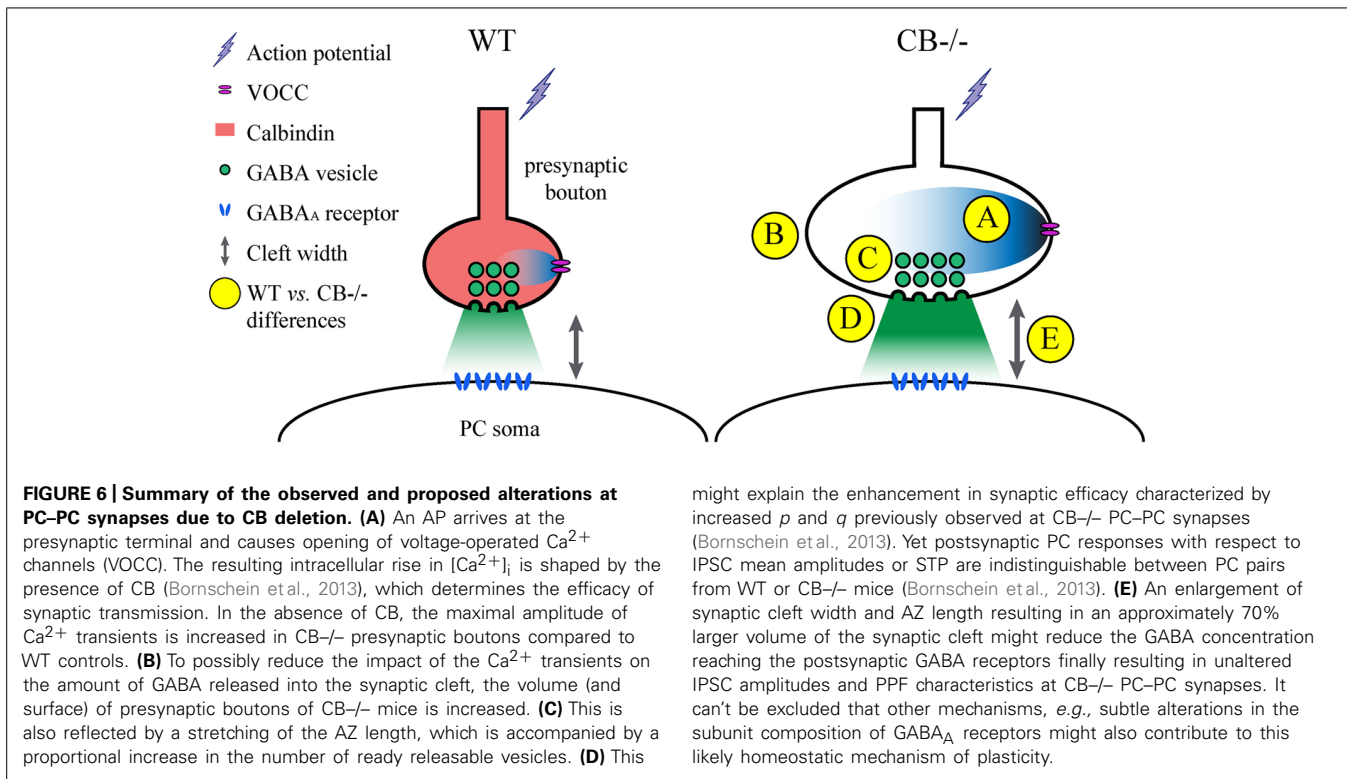 WT
CB-/-
Action potential
VOCC
Calbindin
GABA vesicle
GABAA receptor
Cleft width
WT vs. CB-/-
differences
presynaptic
bouton
PC soma
A
B
C
D
E
FIGURE 6 | Summary of the observed and proposed alterations at
PC–PC synapses due to CB deletion. (A) An AP arrives at the
presynaptic terminal and causes opening of voltage-operated Ca2+
channels (VOCC). The resulting intracellular rise in [Ca2+]i is shaped by the
presence of CB (Bornschein et al., 2013), which determines the efficacy of
synaptic transmission. In the absence of CB, the maximal amplitude of
Ca2+ transients is increased in CB–/– presynaptic boutons compared to
WT controls. (B) To possibly reduce the impact of the Ca2+ transients on
the amount of GABA released into the synaptic cleft, the volume (and
surface) of presynaptic boutons of CB–/– mice is increased. (C) This is
also reflected by a stretching of the AZ length, which is accompanied by a
proportional increase in the number of ready releasable vesicles. (D) This
might explain the enhancement in synaptic efficacy characterized by
increased p and q previously observed at CB–/– PC–PC synapses
(Bornschein et al., 2013). Yet postsynaptic PC responses with respect to
IPSC mean amplitudes or STP are indistinguishable between PC pairs
from WT or CB–/– mice (Bornschein et al., 2013). (E) An enlargement of
synaptic cleft width and AZ length resulting in an approximately 70%
larger volume of the synaptic cleft might reduce the GABA concentration
reaching the postsynaptic GABA receptors finally resulting in unaltered
IPSC amplitudes and PPF characteristics at CB–/– PC–PC synapses. It
can't be excluded that other mechanisms, e.g., subtle alterations in the
subunit composition of GABAA receptors might also contribute to this
likely homeostatic mechanism of plasticity.